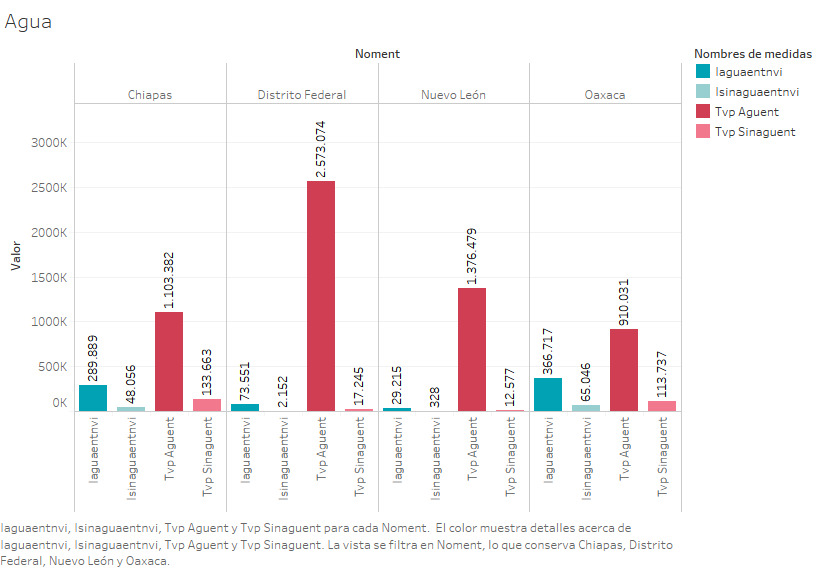 Agua
Noment
Nombres de medidas
Iaguaentnvi
Isinaguaentnvi
Tvp Aguent
Tvp Sinaguent
Chiapas
Distrito Federal
Nuevo León
Oaxaca
Valor
3000K
2500K
2000K
1500K
1000K
500K
0K
289.889
48.056
1.103.382
133.663
73.551
2.152
2.573.074
17.245
29.215
328
1.376.479
12.577
366.717
65.046
910.031
113.737
Iaguaentnvi
Isinaguaentnvi
Tvp Aguent
Tvp Sinaguent
Iaguaentnvi
Isinaguaentnvi
Tvp Aguent
Tvp Sinaguent
Iaguaentnvi
Isinaguaentnvi
Tvp Aguent
Tvp Sinaguent
Iaguaentnvi
Isinaguaentnvi
Tvp Aguent
Tvp Sinaguent
Iaguaentnvi, Isinaguaentnvi, Tvp Aguent y Tvp Sinaguent para cada Noment. El color muestra detalles acerca de
Iaguaentnvi, Isinaguaentnvi, Tvp Aguent y Tvp Sinaguent. La vista se filtra en Noment, lo que conserva Chiapas, Distrito
Federal, Nuevo León y Oaxaca.